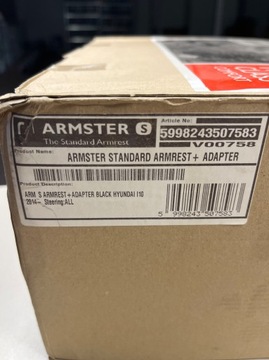 ARMSTER S
The Standard Armrest
Article No:
5998243507583
V00758
Product Name:
ARMSTER STANDARD ARMREST+ ADAPTER
Product Description:
ARM S ARMREST+ADAPTER BLACK HYUNDAI I10
'2014-, Steering:ALL
5 998243 507583